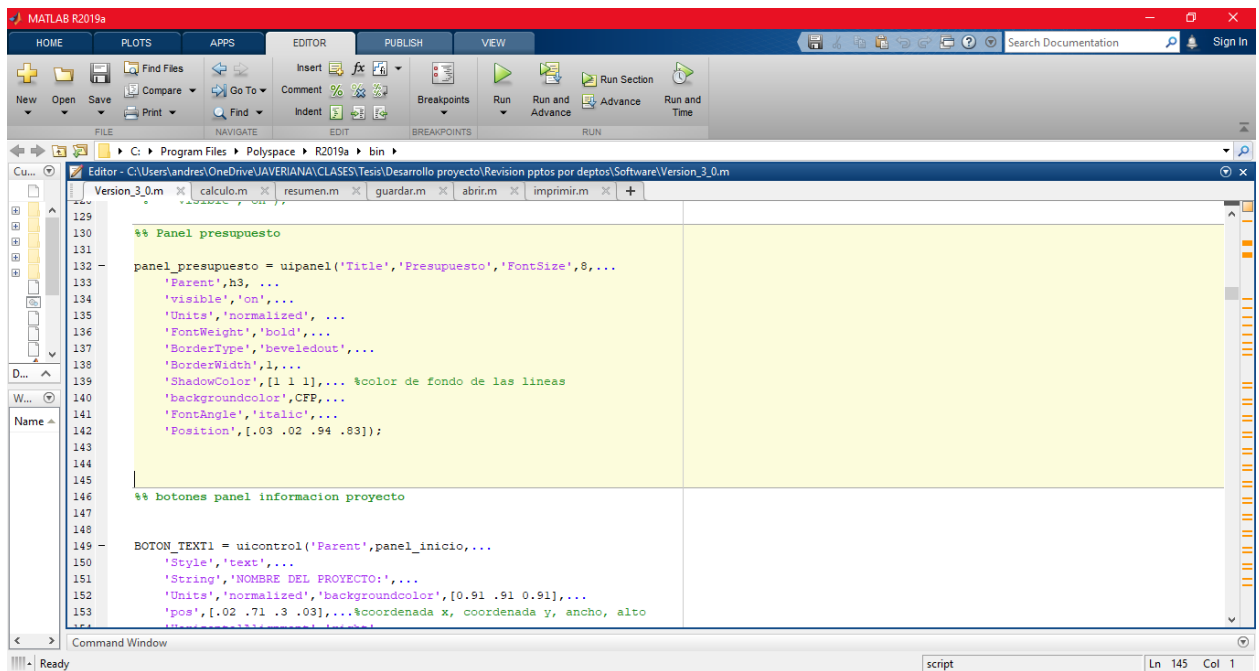 MATLAB R2019a
HOME PLOTS APPS EDITOR PUBLISH VIEW Search Documentation Sign In
New Open Save Find Files Compare Print Go To Find Insert fx Comment Indent Breakpoints Run Run and Advance Run Section Advance Run and Time
FILE NAVIGATE EDIT BREAKPOINTS RUN
C: Program Files Polyspace R2019a bin
Cu... Editor - C:\Users\andres\OneDrive\JAVERIANA\CLASES\Tesis\Desarrollo proyecto\Revision pptos por deptos\Software\Version_3_0.m
Version_3_0.m calculo.m resumen.m guardar.m abrir.m imprimir.m +
129
130 %% Panel presupuesto
131
132 – panel_presupuesto = uipanel('Title','Presupuesto','FontSize',8,...
133 'Parent',h3, ...
134 'visible','on',...
135 'Units','normalized', ...
136 'FontWeight','bold',...
137 'BorderType','beveledout',...
138 'BorderWidth',1,...
139 'ShadowColor',[1 1 1],... %color de fondo de las lineas
140 'backgroundcolor',CFP,...
141 'FontAngle','italic',...
142 'Position',[.03 .02 .94 .83]);
143
144
145
146 %% botones panel informacion proyecto
147
148
149 – BOTON_TEXT1 = uicontrol('Parent',panel_inicio,...
150 'Style','text',...
151 'String','NOMBRE DEL PROYECTO:',...
152 'Units','normalized','backgroundcolor',[0.91 .91 0.91],...
153 'pos',[.02 .71 .3 .03],...%coordenada x, coordenada y, ancho, alto
D...
W...
Name
Command Window
Ready script Ln 145 Col 1